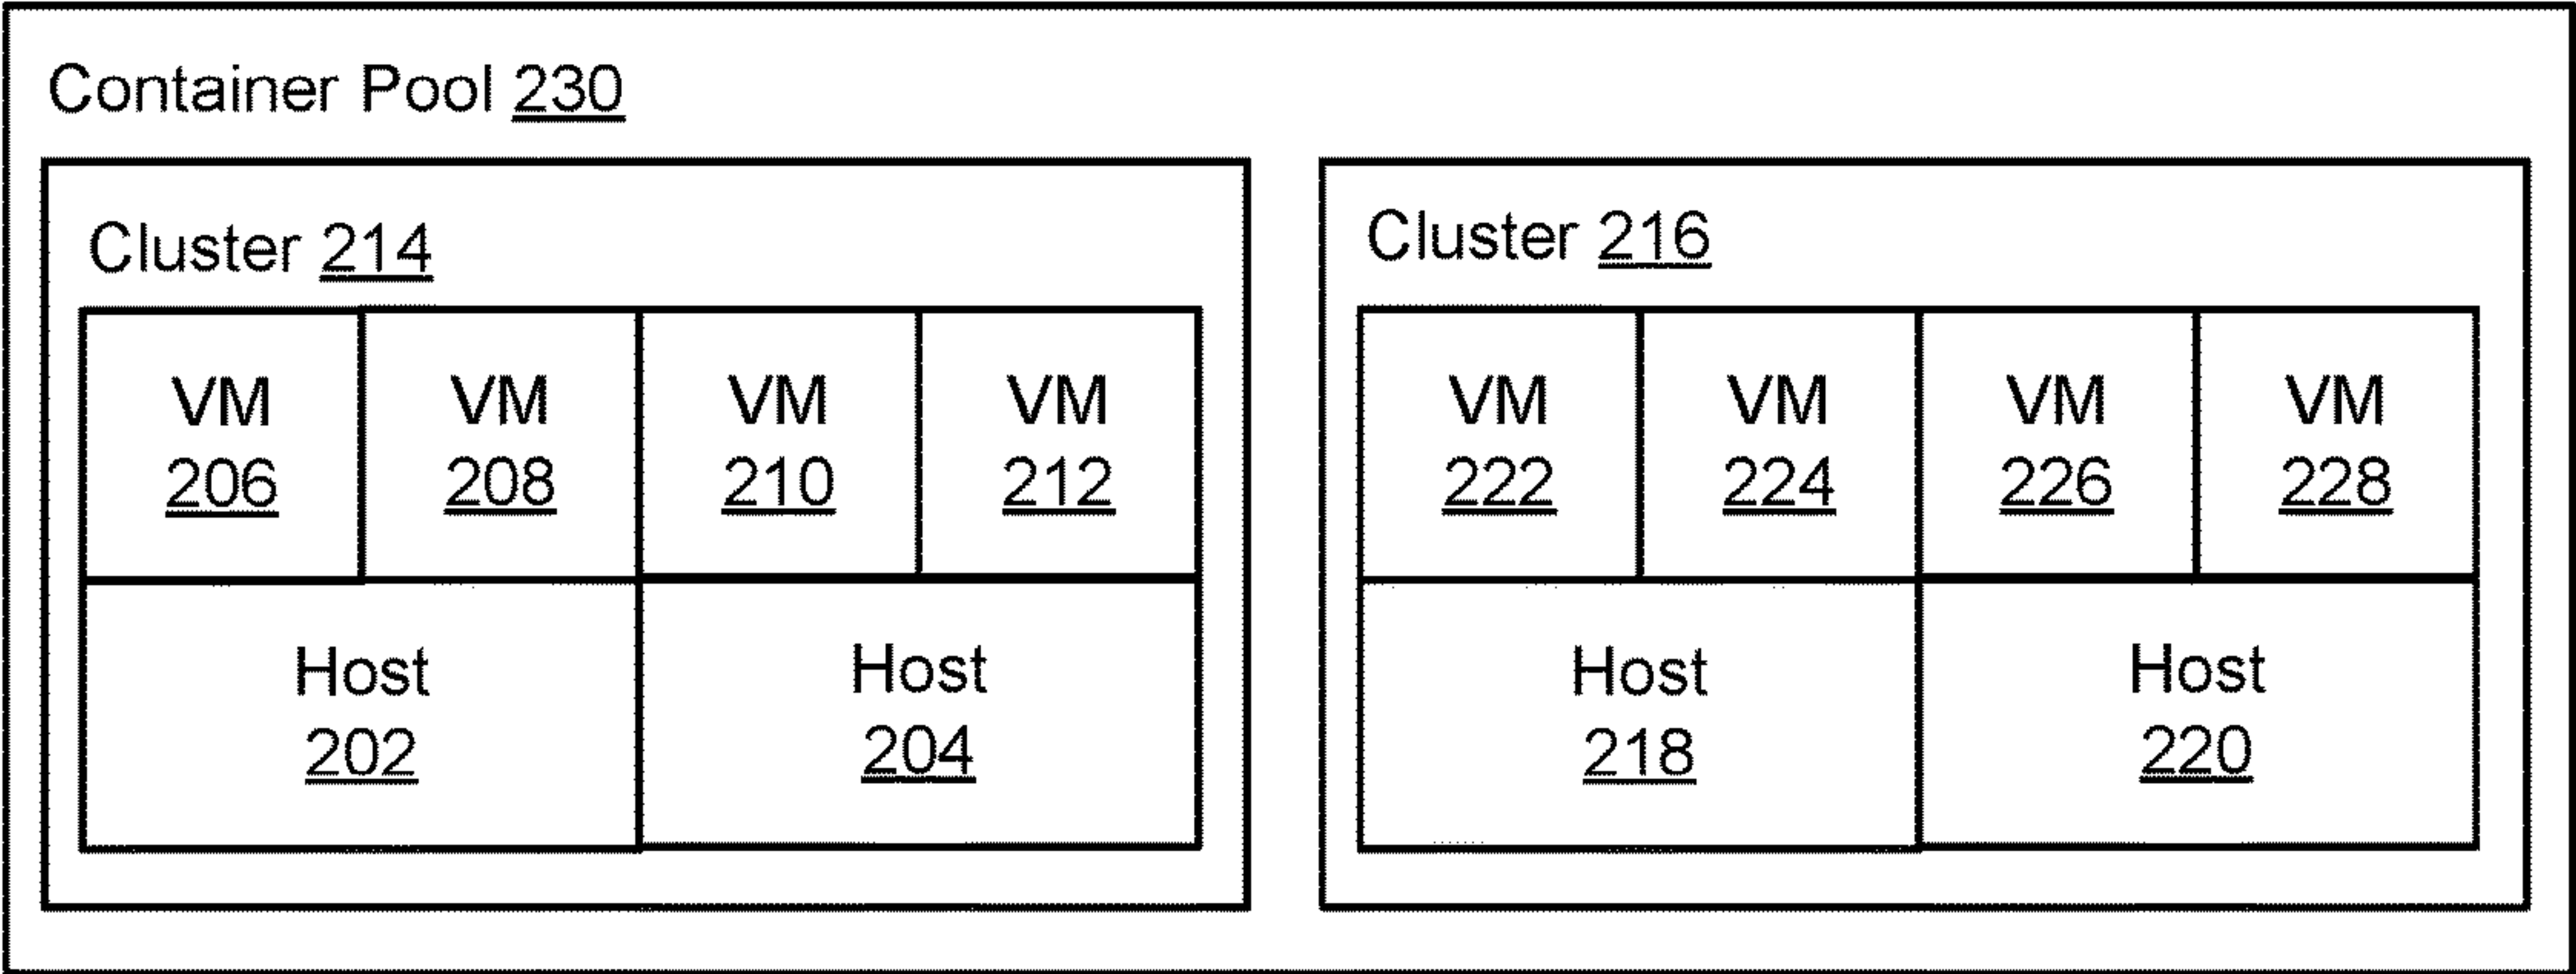 Container Pool 230
Cluster 214
VM
206
VM
208
VM
210
VM
212
Host
202
Host
204
Cluster 216
VM
222
VM
224
VM
226
VM
228
Host
218
Host
220